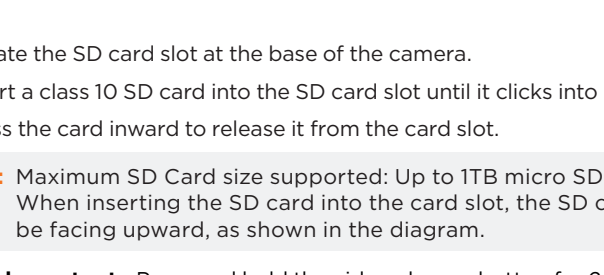 ate the SD card slot at the base of the camera.
rt a class 10 SD card into the SD card slot until it clicks into
ss the card inward to release it from the card slot.
: Maximum SD Card size supported: Up to 1TB micro SD
When inserting the SD card into the card slot, the SD c
be facing upward, as shown in the diagram.